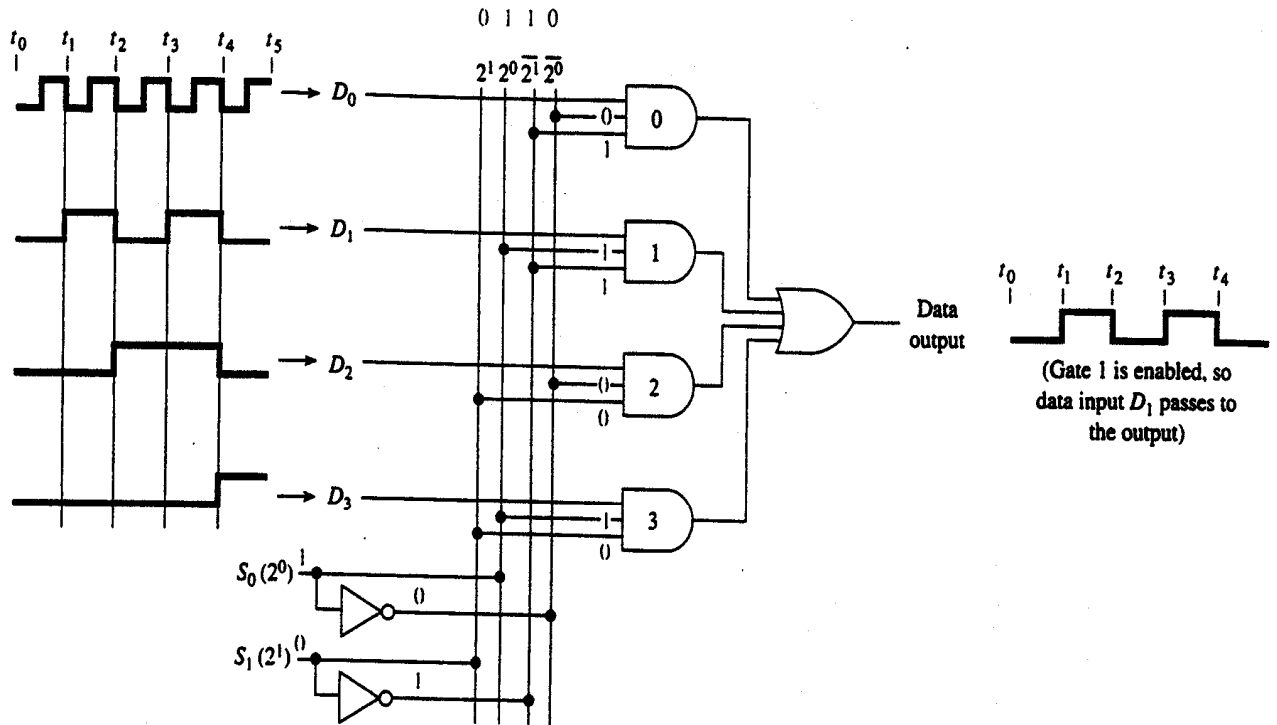 0 1 1 0
t₀ t₁ t₂ t₃ t₄ t₅
2¹ 2⁰ 2̅¹̅ 2̅⁰̅
D₀
0
1
0
D₁
1
1
1
D₂
0
0
2
D₃
1
0
3
Data
output
t₀ t₁ t₂ t₃ t₄
(Gate 1 is enabled, so
data input D₁ passes to
the output)
S₀ (2⁰) 1
0
S₁ (2¹) 0
1